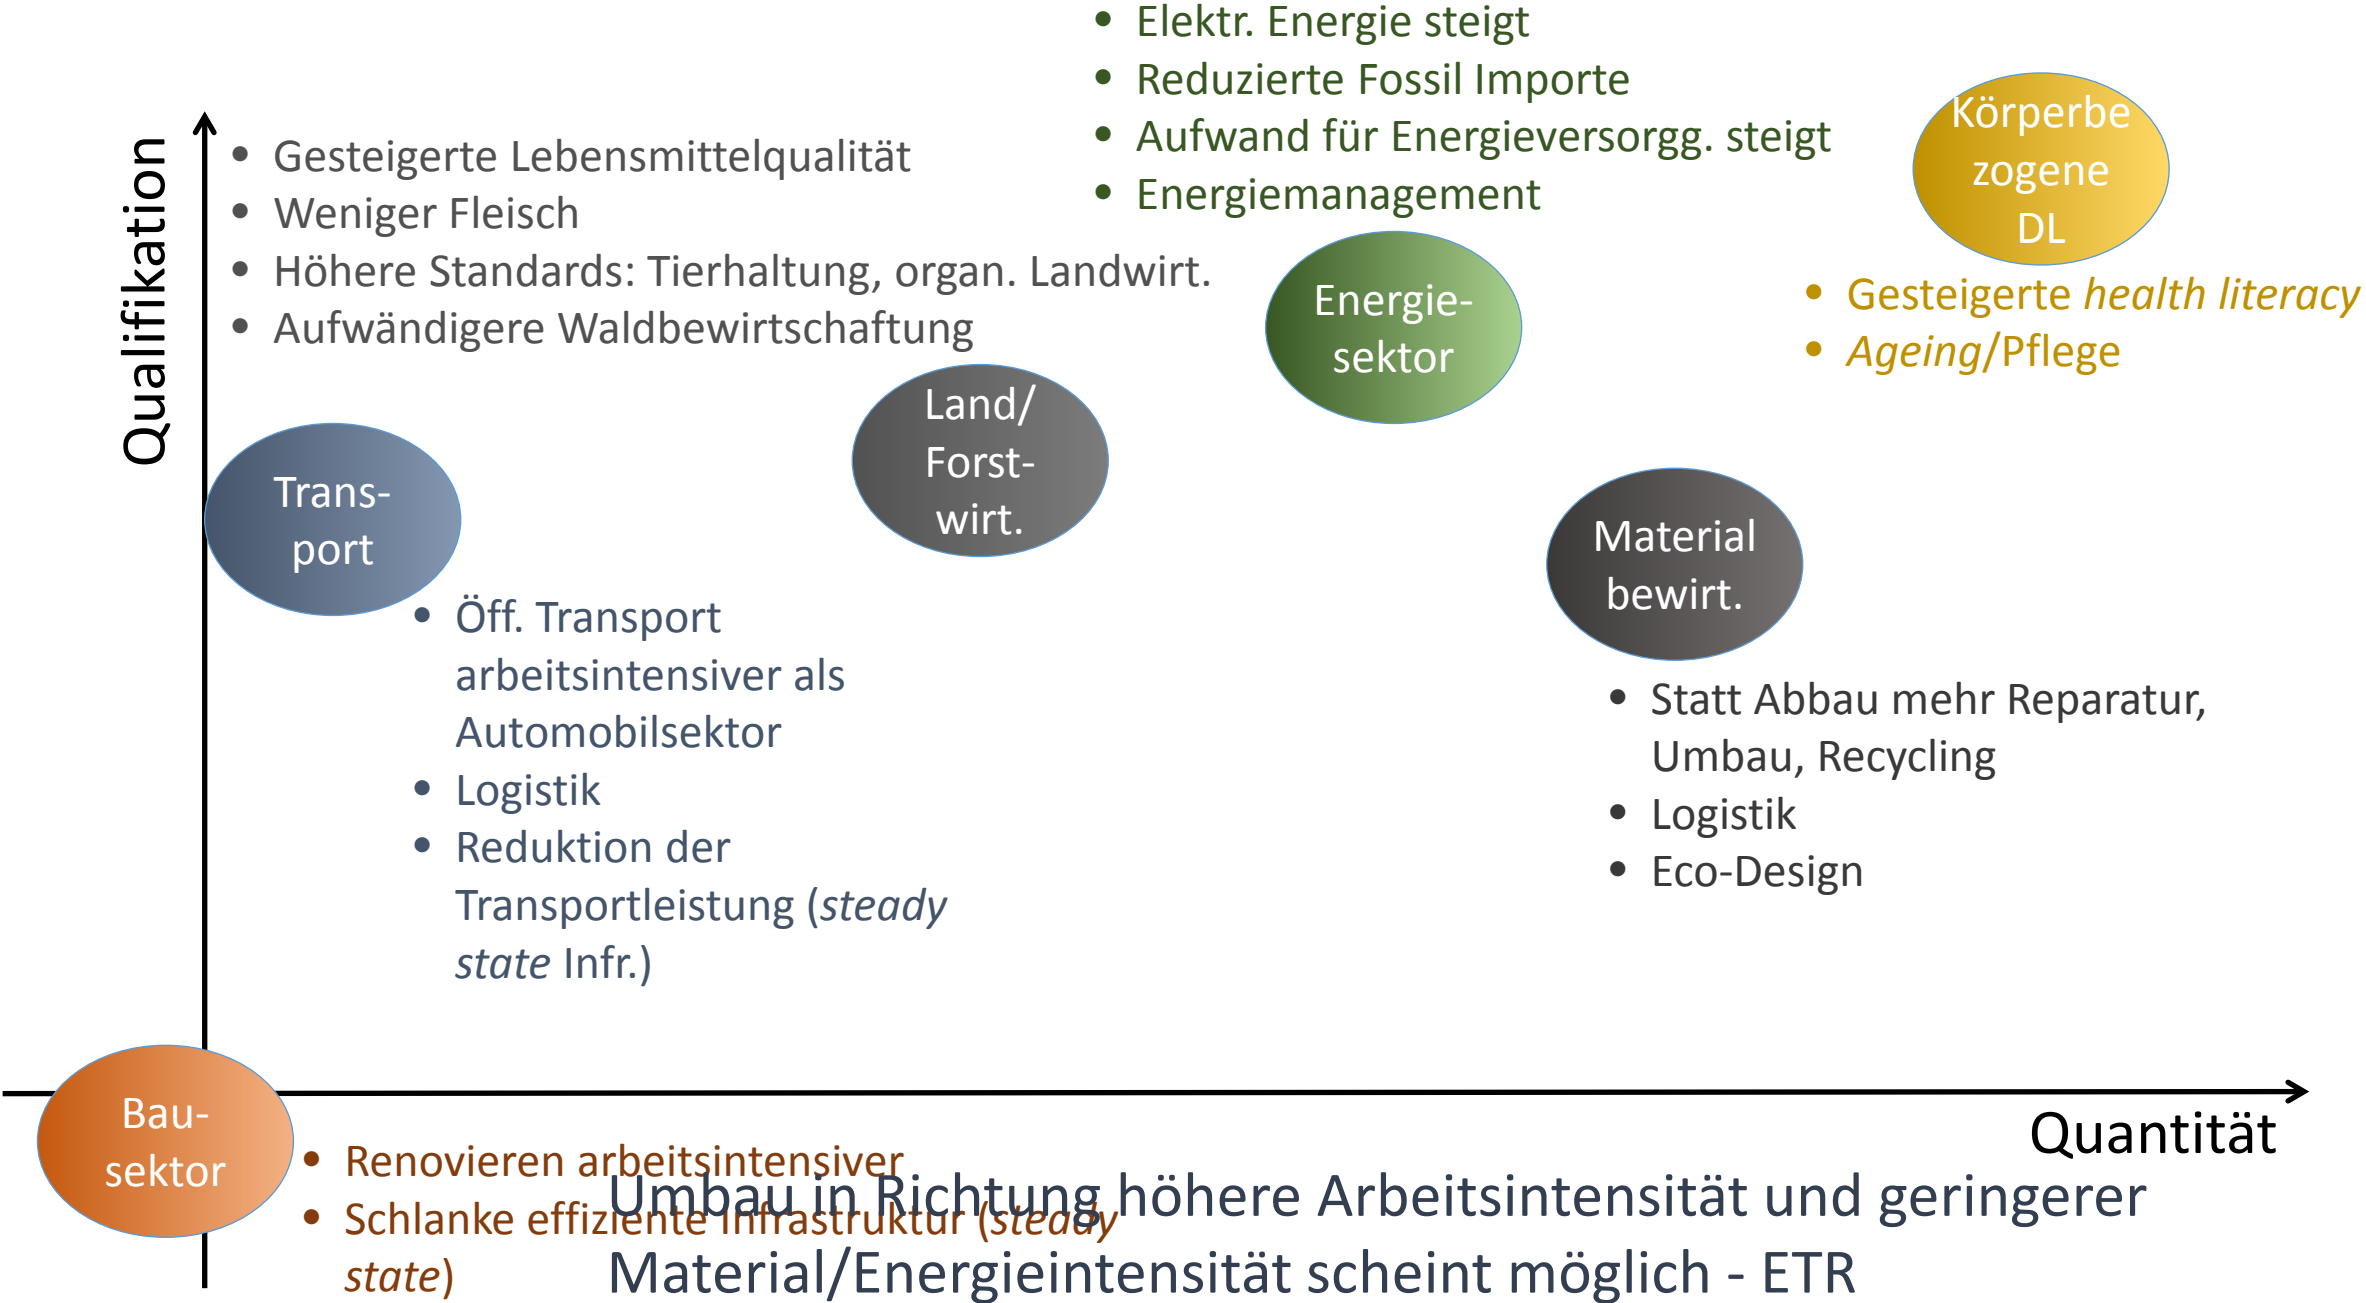 • Elektr. Energie steigt
• Reduzierte Fossil Importe
• Aufwand für Energieversorgg. steigt
• Energiemanagement
Körperbe
zogene
DL
• Gesteigerte health literacy
• Ageing/Pflege
Qualifikation
• Gesteigerte Lebensmittelqualität
• Weniger Fleisch
• Höhere Standards: Tierhaltung, organ. Landwirt.
• Aufwändigere Waldbewirtschaftung
Energie-
sektor
Land/
Forst-
wirt.
Trans-
port
Material
bewirt.
• Öff. Transport
arbeitsintensiver als
Automobilsektor
• Logistik
• Reduktion der
Transportleistung (steady
state Infr.)
• Statt Abbau mehr Reparatur,
Umbau, Recycling
• Logistik
• Eco-Design
Bau-
sektor
Quantität
• Renovieren arbeitsintensiver
• Schlanke effiziente Infrastruktur (steady
state)
Umbau in Richtung höhere Arbeitsintensität und geringerer
Material/Energieintensität scheint möglich - ETR